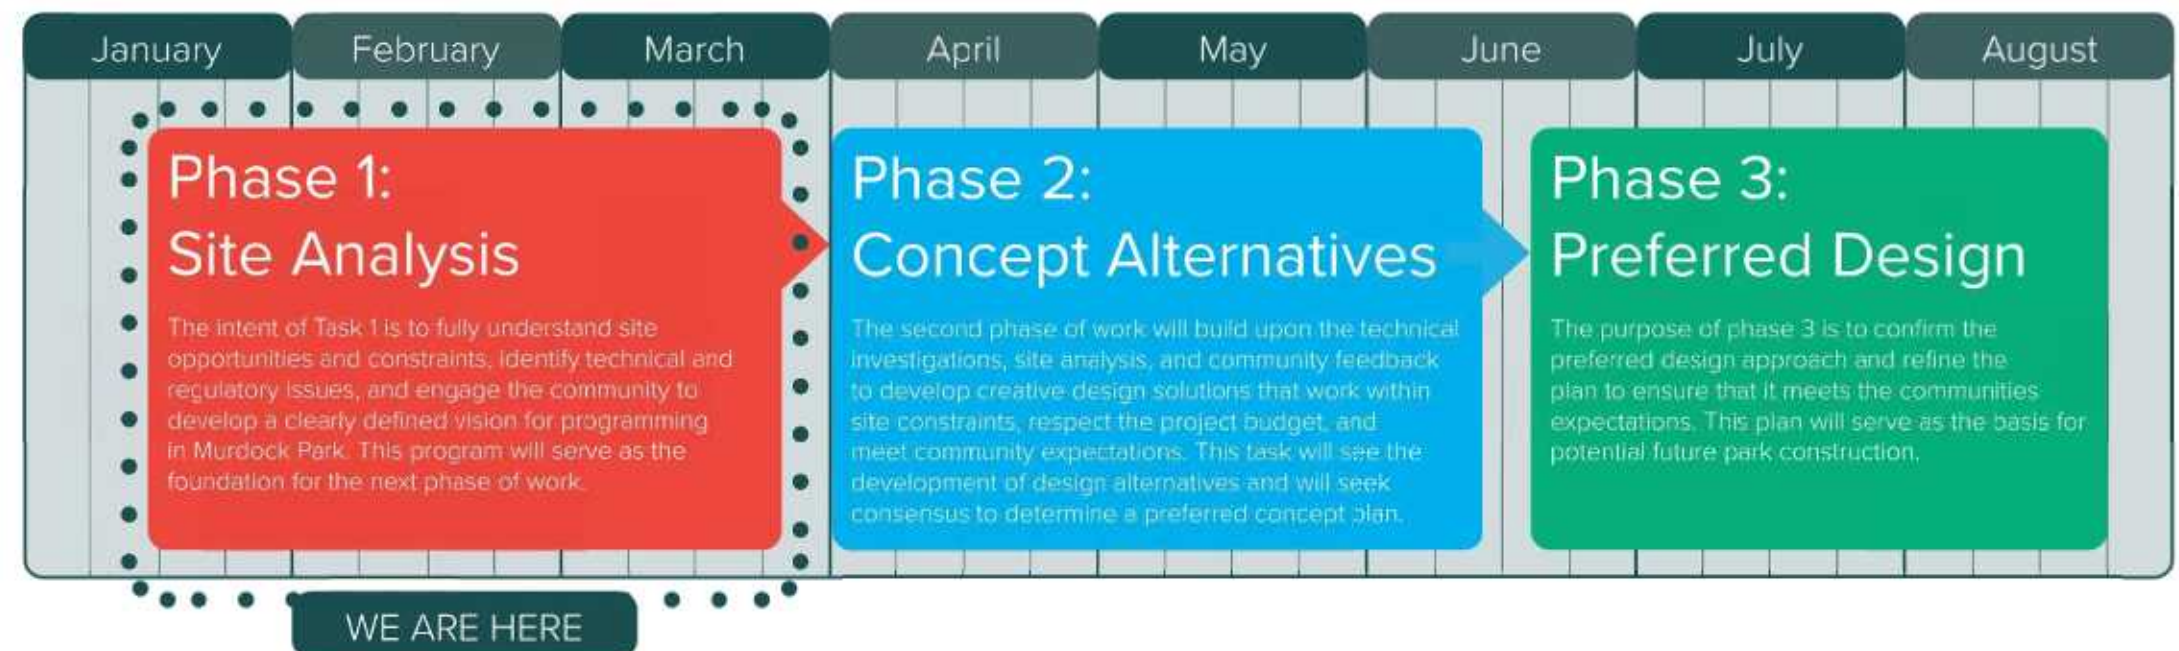 January February March April May June July August
Phase 1:
Site Analysis
The intent of Task 1 is to fully understand site
opportunities and constraints, identify technical and
regulatory issues, and engage the community to
develop a clearly defined vision for programming
in Murdock Park. This program will serve as the
foundation for the next phase of work.
Phase 2:
Concept Alternatives
The second phase of work will build upon the technical
investigations, site analysis, and community feedback
to develop creative design solutions that work within
site constraints, respect the project budget, and
meet community expectations. This task will see the
development of design alternatives and will seek
consensus to determine a preferred concept plan.
Phase 3:
Preferred Design
The purpose of phase 3 is to confirm the
preferred design approach and refine the
plan to ensure that it meets the communities
expectations. This plan will serve as the basis for
potential future park construction.
WE ARE HERE